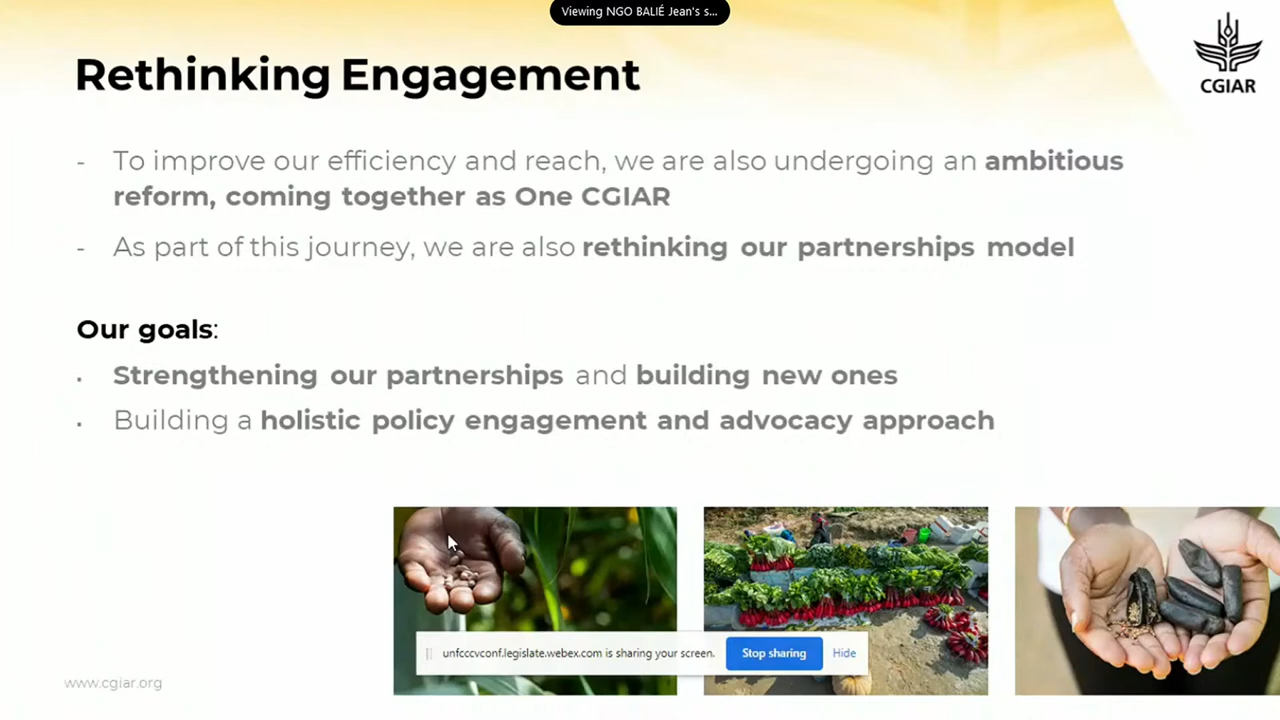 Viewing NGO BALIÉ Jean's s...
CGIAR
Rethinking Engagement
- To improve our efficiency and reach, we are also undergoing an ambitious
reform, coming together as One CGIAR
- As part of this journey, we are also rethinking our partnerships model
Our goals:
▪ Strengthening our partnerships and building new ones
▪ Building a holistic policy engagement and advocacy approach
unfcccvconf.legislate.webex.com is sharing your screen. Stop sharing Hide
www.cgiar.org